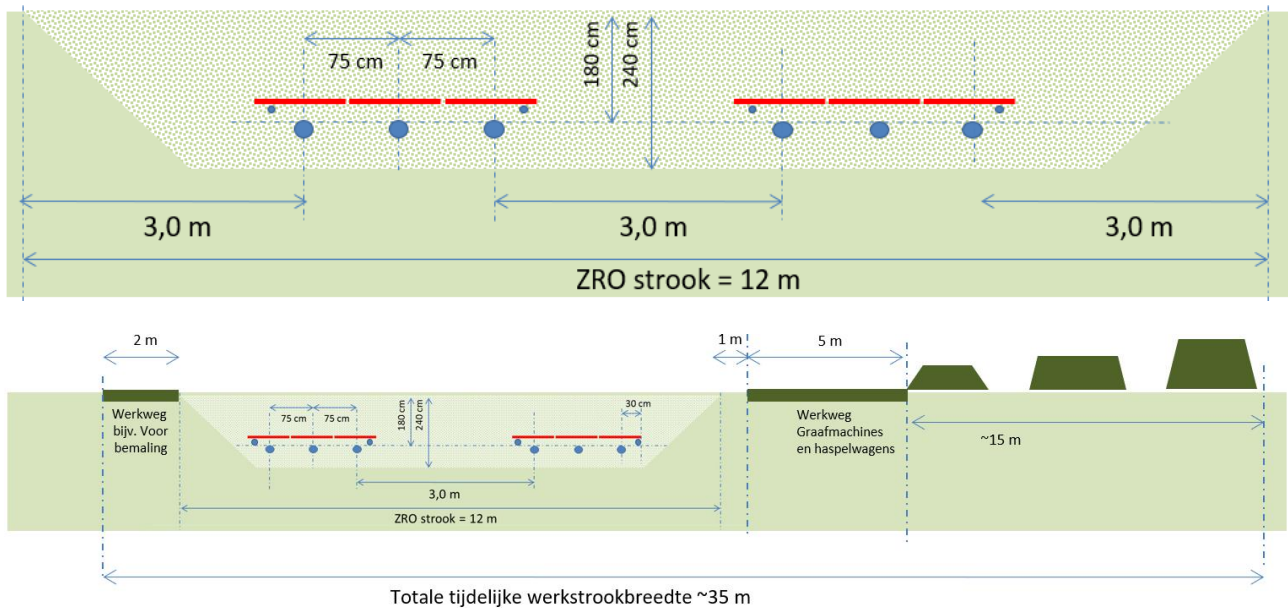 75 cm
75 cm
180 cm
240 cm
3,0 m
3,0 m
3,0 m
ZRO strook = 12 m
2 m
1 m
5 m
Werkweg
bijv. Voor
bemaling
75 cm
75 cm
180 cm
240 cm
30 cm
Werkweg
Graafmachines
en haspelwagens
~15 m
3,0 m
ZRO strook = 12 m
Totale tijdelijke werkstrookbreedte ~35 m